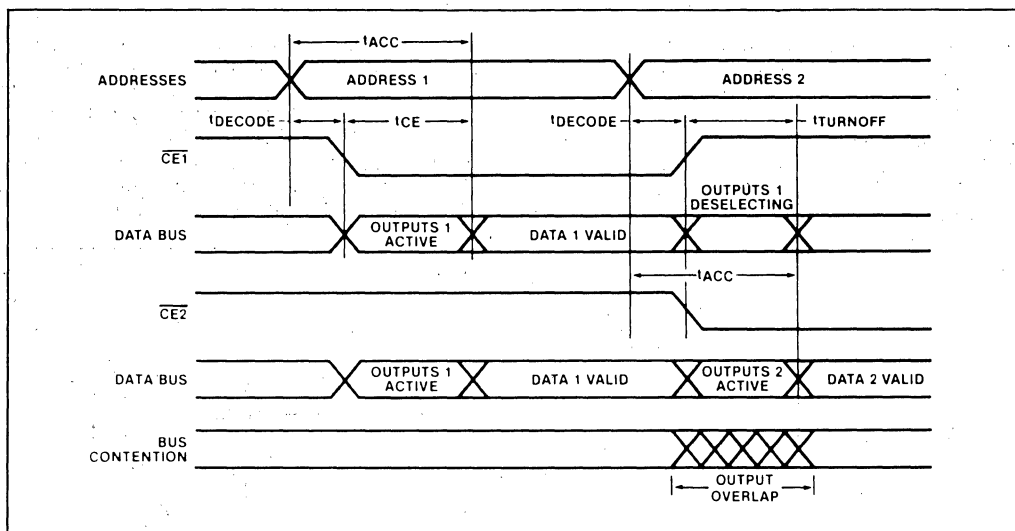 tACC
ADDRESSES
ADDRESS 1
ADDRESS 2
tDECODE
tCE
tDECODE
tTURNOFF
CE1
OUTPUTS 1
DESELECTING
DATA BUS
OUTPUTS 1
ACTIVE
DATA 1 VALID
tACC
CE2
DATA BUS
OUTPUTS 1
ACTIVE
DATA 1 VALID
OUTPUTS 2
ACTIVE
DATA 2 VALID
BUS
CONTENTION
OUTPUT
OVERLAP